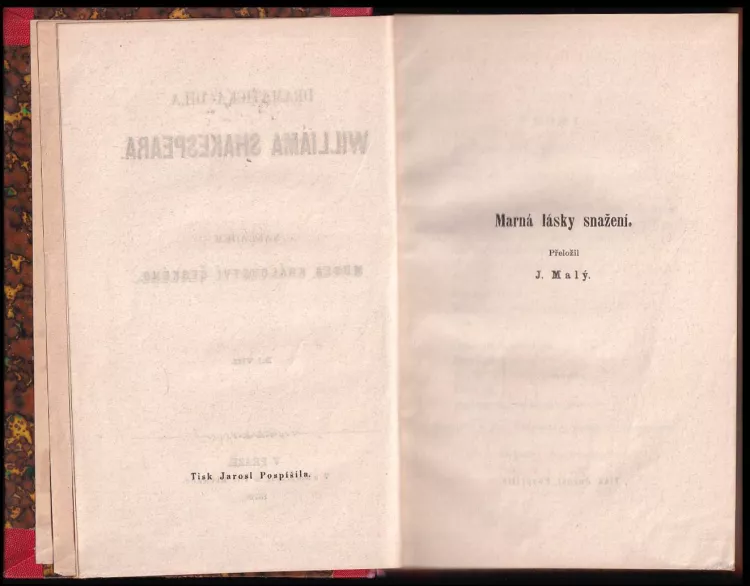 Tisk Jarosl Pospíšila.
Marná lásky snažení.
Přeložil
J. Malý.